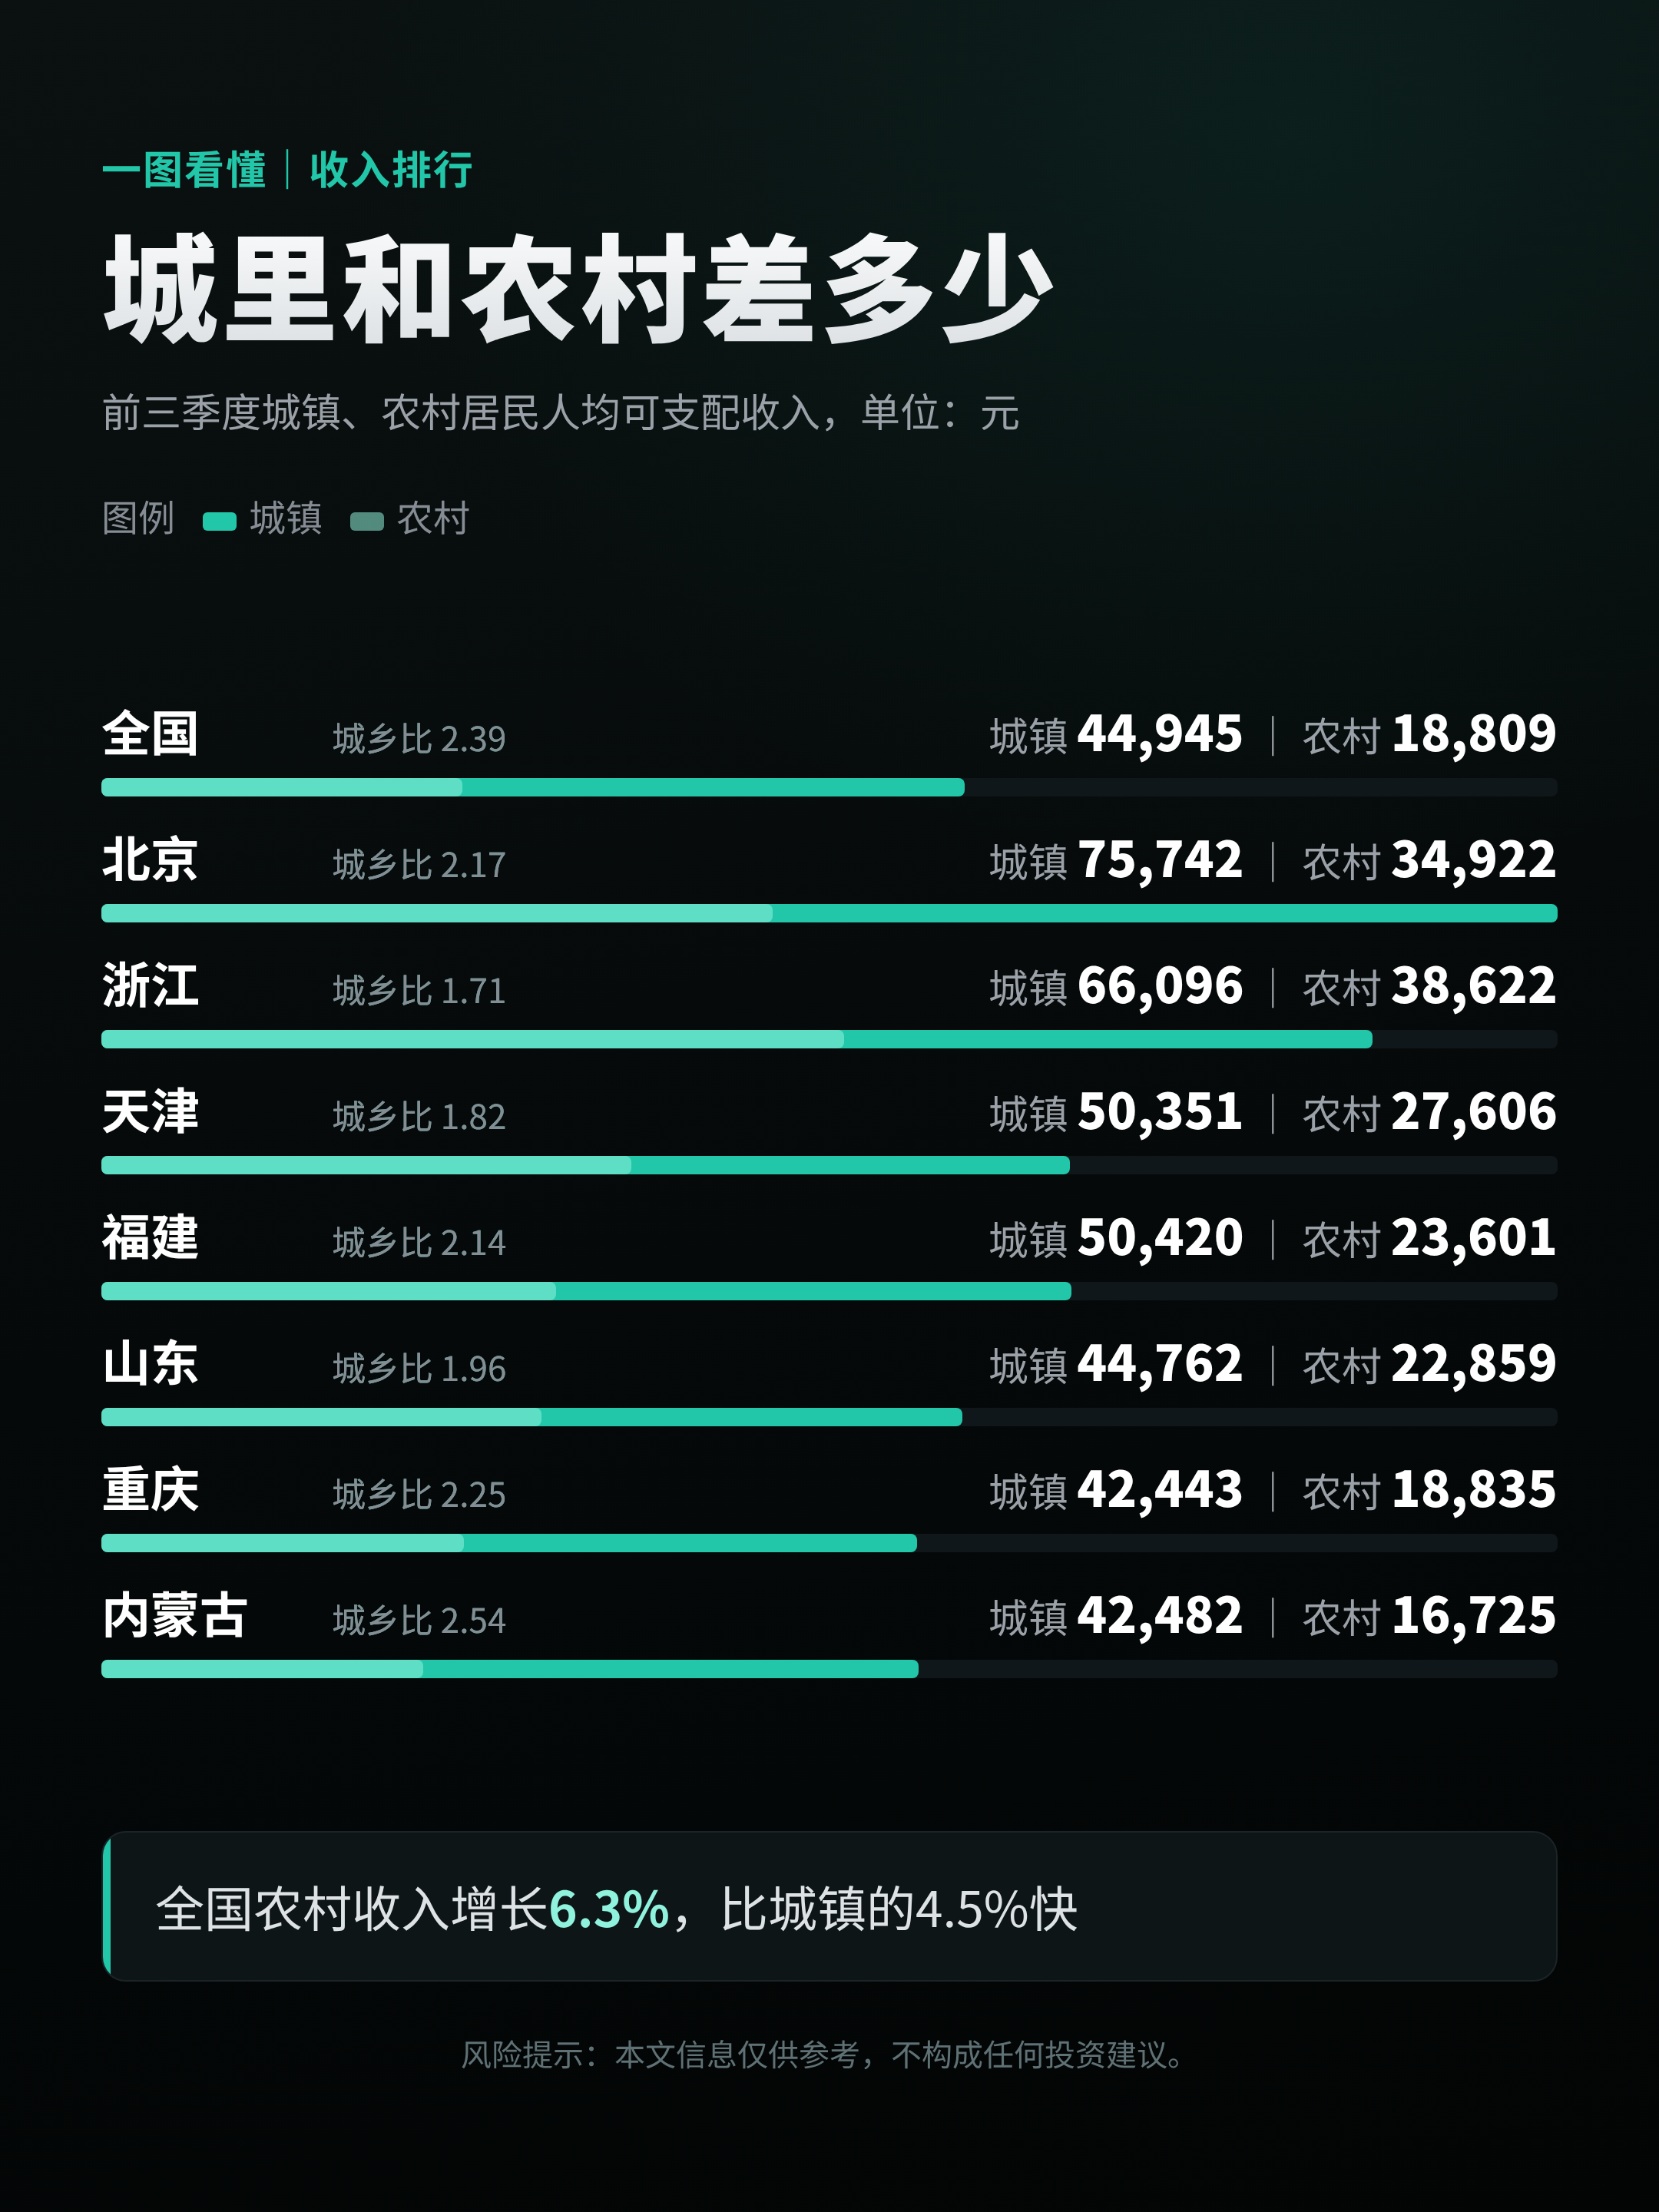 一图看懂｜收入排行
城里和农村差多少
前三季度城镇、农村居民人均可支配收入，单位：元
图例 城镇 农村
全国 城乡比 2.39 城镇 44,945 ｜ 农村 18,809
北京 城乡比 2.17 城镇 75,742 ｜ 农村 34,922
浙江 城乡比 1.71 城镇 66,096 ｜ 农村 38,622
天津 城乡比 1.82 城镇 50,351 ｜ 农村 27,606
福建 城乡比 2.14 城镇 50,420 ｜ 农村 23,601
山东 城乡比 1.96 城镇 44,762 ｜ 农村 22,859
重庆 城乡比 2.25 城镇 42,443 ｜ 农村 18,835
内蒙古 城乡比 2.54 城镇 42,482 ｜ 农村 16,725
全国农村收入增长6.3%，比城镇的4.5%快
风险提示：本文信息仅供参考，不构成任何投资建议。